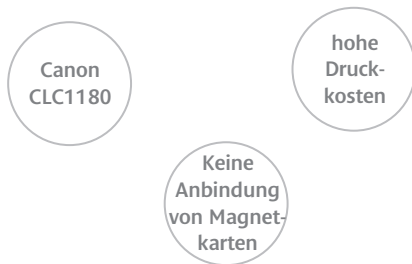 Canon
CLC1180
hohe
Druck-
kosten
Keine
Anbindung
von Magnet-
karten